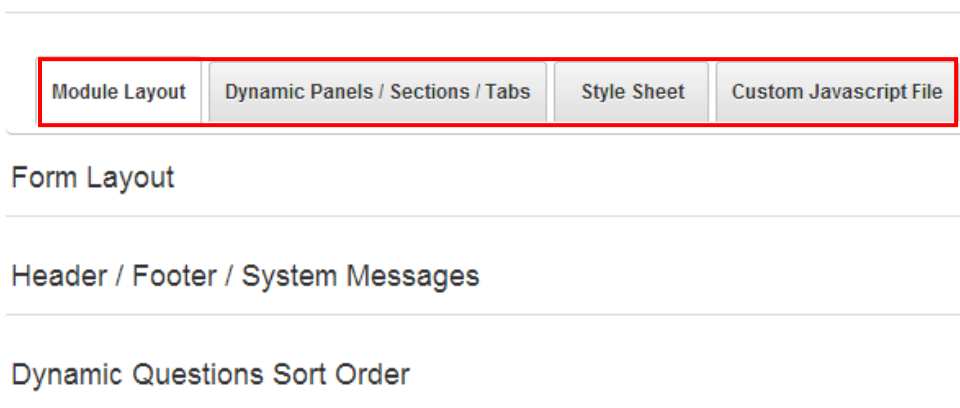 Module Layout Dynamic Panels / Sections / Tabs Style Sheet Custom Javascript File
Form Layout
Header / Footer / System Messages
Dynamic Questions Sort Order